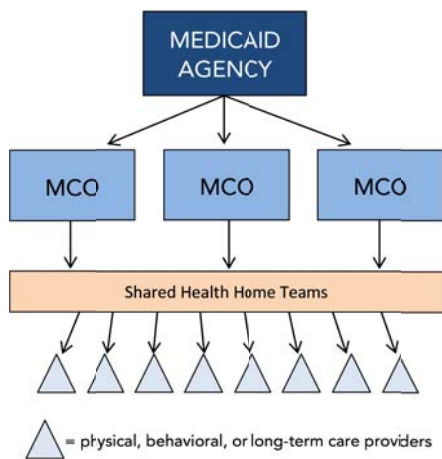 MEDICAID
AGENCY
MCO
MCO
MCO
Shared Health Home Teams
= physical, behavioral, or long-term care providers